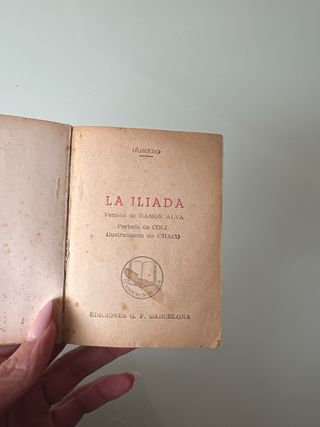 HOMERO
LA ILIADA
Versión de RAMON ALVA
Portada de COLL
Ilustraciones de CHACO
EDICIONES G. P. BARCELONA